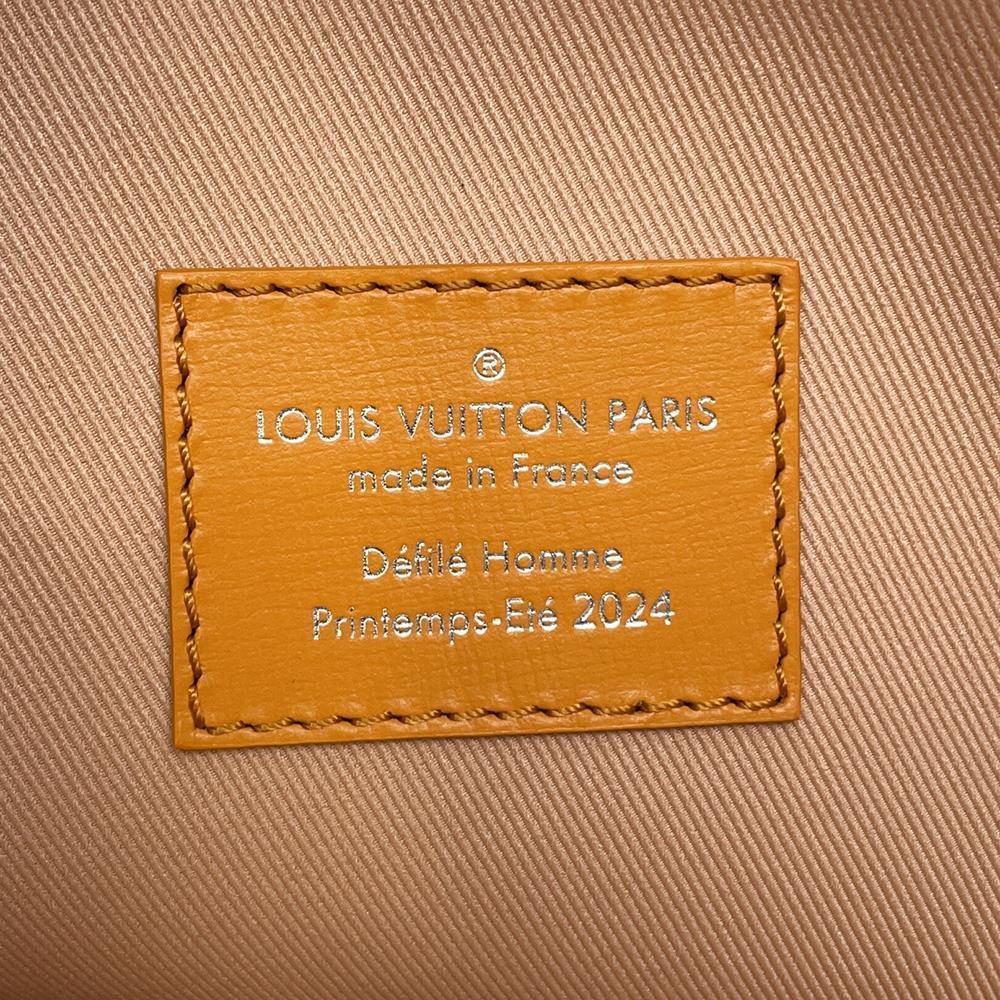 ®
LOUIS VUITTON PARIS
made in France
Défilé Homme
Printemps-Eté 2024